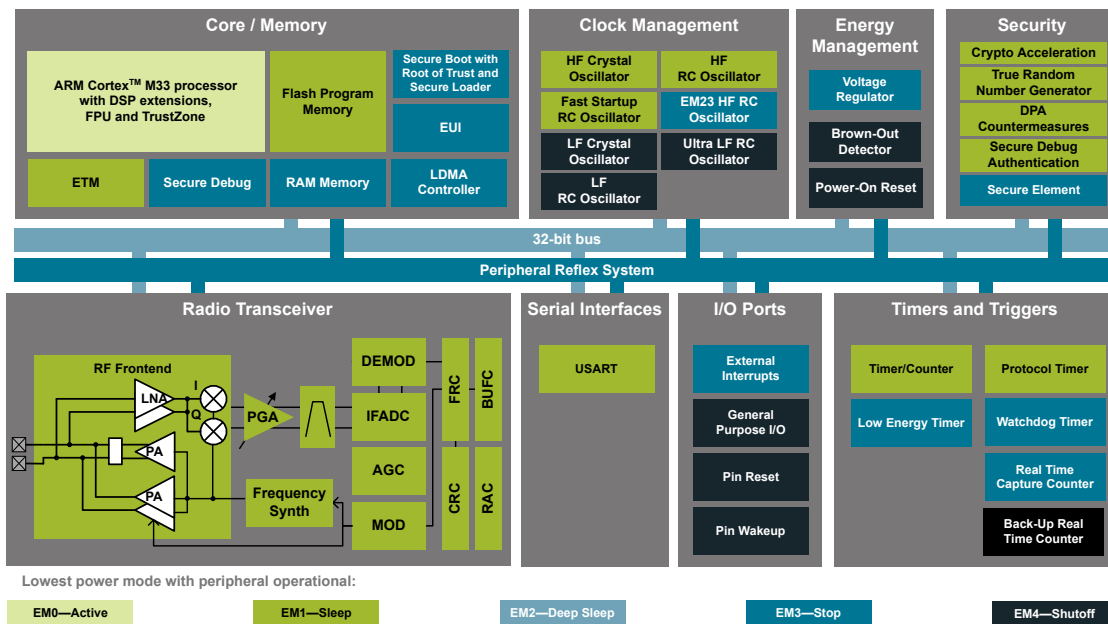 Core / Memory
ARM Cortex™ M33 processor
with DSP extensions,
FPU and TrustZone
Flash Program
Memory
Secure Boot with
Root of Trust and
Secure Loader
EUI
ETM
Secure Debug
RAM Memory
LDMA
Controller
Clock Management
HF Crystal
Oscillator
HF
RC Oscillator
Fast Startup
RC Oscillator
EM23 HF RC
Oscillator
LF Crystal
Oscillator
Ultra LF RC
Oscillator
LF
RC Oscillator
Energy
Management
Voltage
Regulator
Brown-Out
Detector
Power-On Reset
Security
Crypto Acceleration
True Random
Number Generator
DPA
Countermeasures
Secure Debug
Authentication
Secure Element
32-bit bus
Peripheral Reflex System
Radio Transceiver
RF Frontend
LNA
I
Q
PA
PA
PGA
Frequency
Synth
DEMOD
IFADC
AGC
MOD
FRC
BUFC
CRC
RAC
Serial Interfaces
USART
I/O Ports
External
Interrupts
General
Purpose I/O
Pin Reset
Pin Wakeup
Timers and Triggers
Timer/Counter
Protocol Timer
Low Energy Timer
Watchdog Timer
Real Time
Capture Counter
Back-Up Real
Time Counter
Lowest power mode with peripheral operational:
EM0—Active
EM1—Sleep
EM2—Deep Sleep
EM3—Stop
EM4—Shutoff